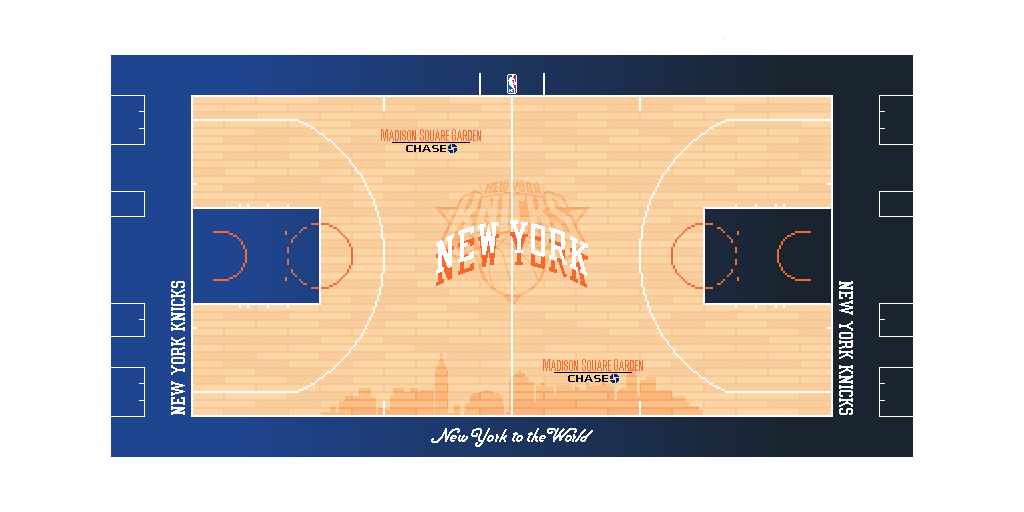 MADISON SQUARE GARDEN
CHASE
NEW YORK
KNICKS
NEW YORK
NEW YORK KNICKS
NEW YORK KNICKS
MADISON SQUARE GARDEN
CHASE
New York to the World